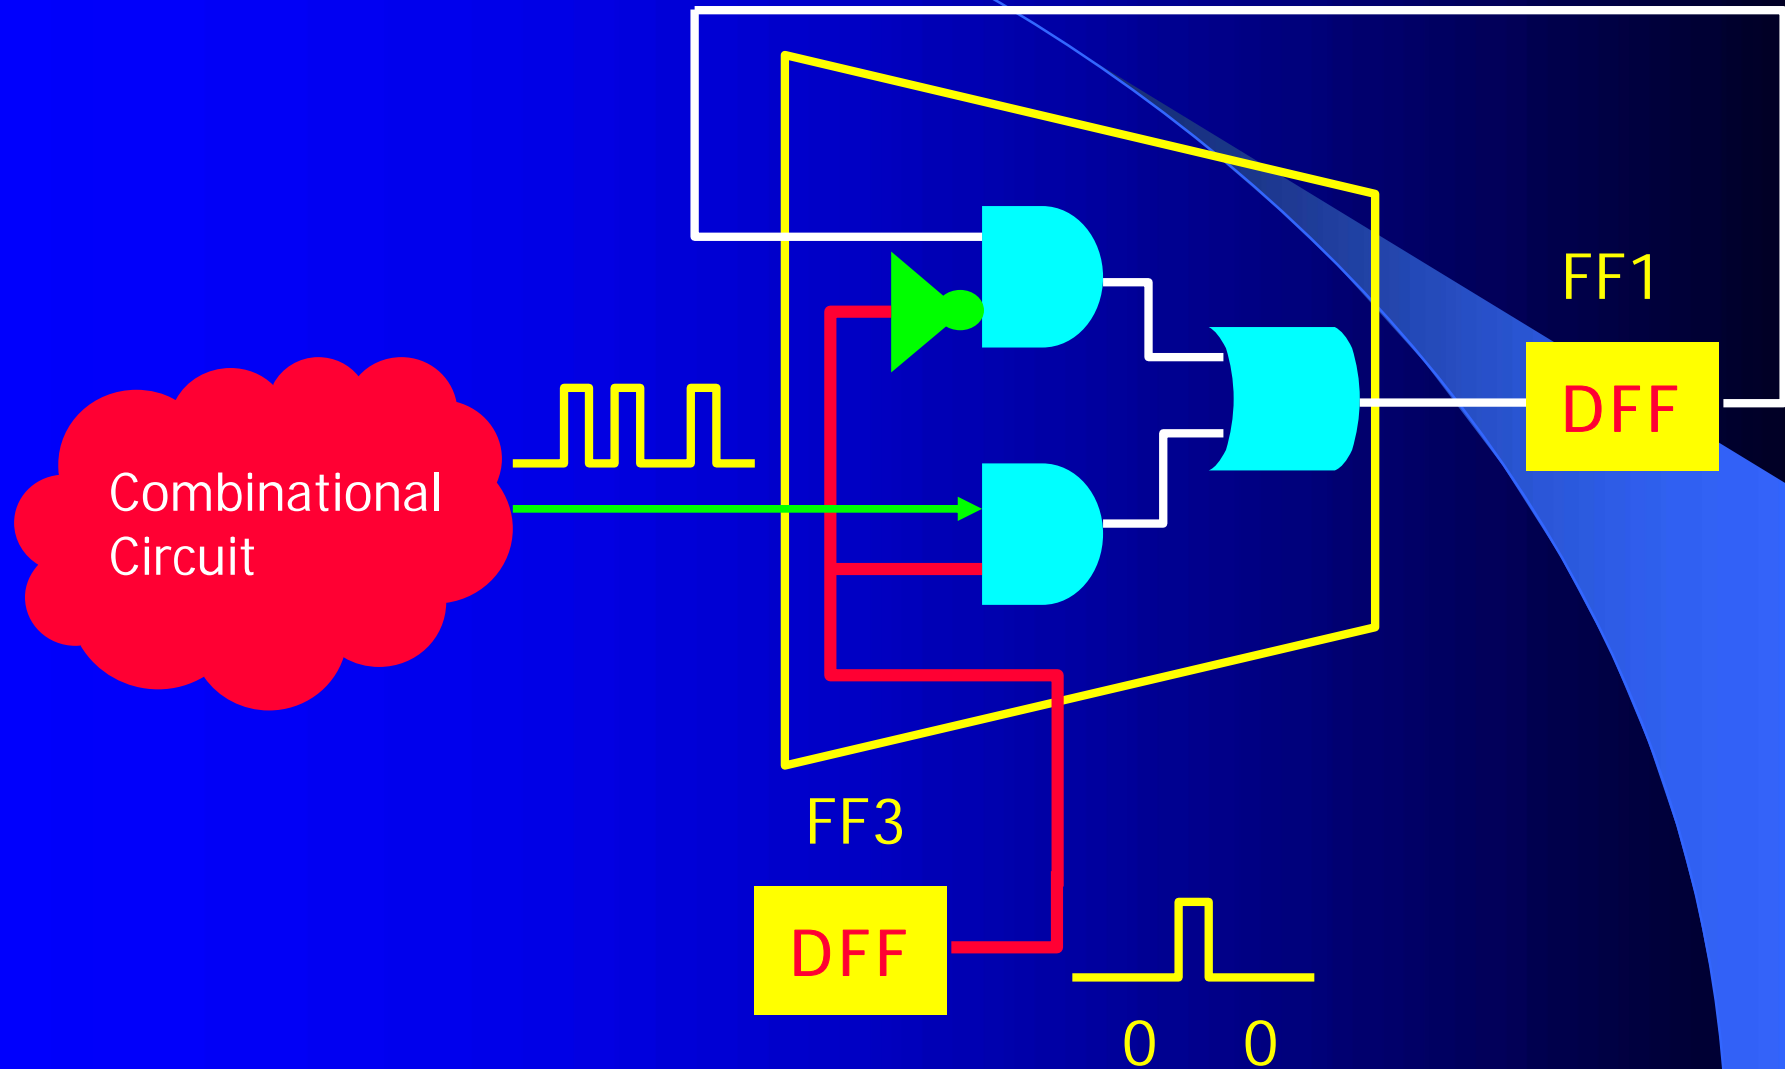 FF1
DFF
Combinational
Circuit
FF3
DFF
0 0